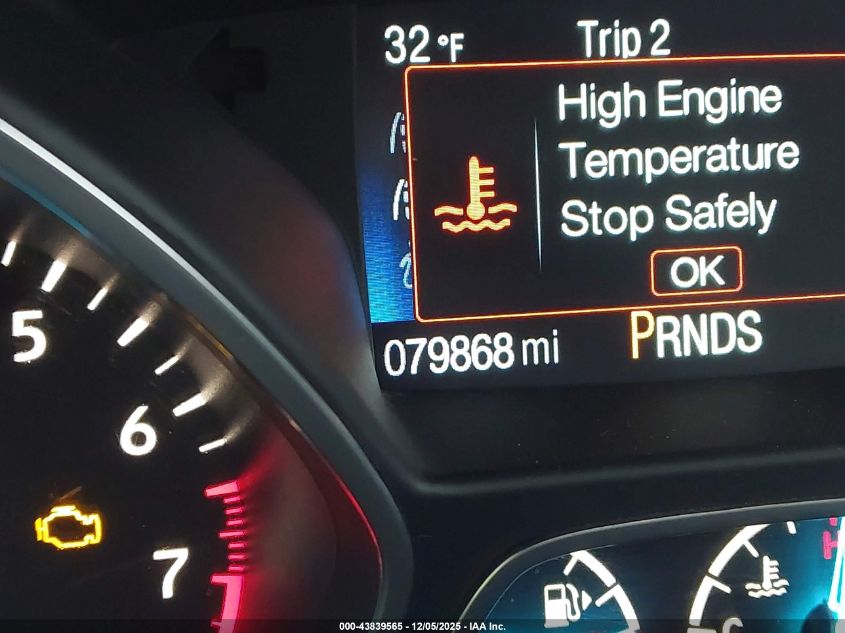 32 °F
Trip 2
High Engine
Temperature
Stop Safely
OK
079868 mi
PRNDS
5
6
7
H
C
000-43839565 - 12/05/2025 - IAA Inc.